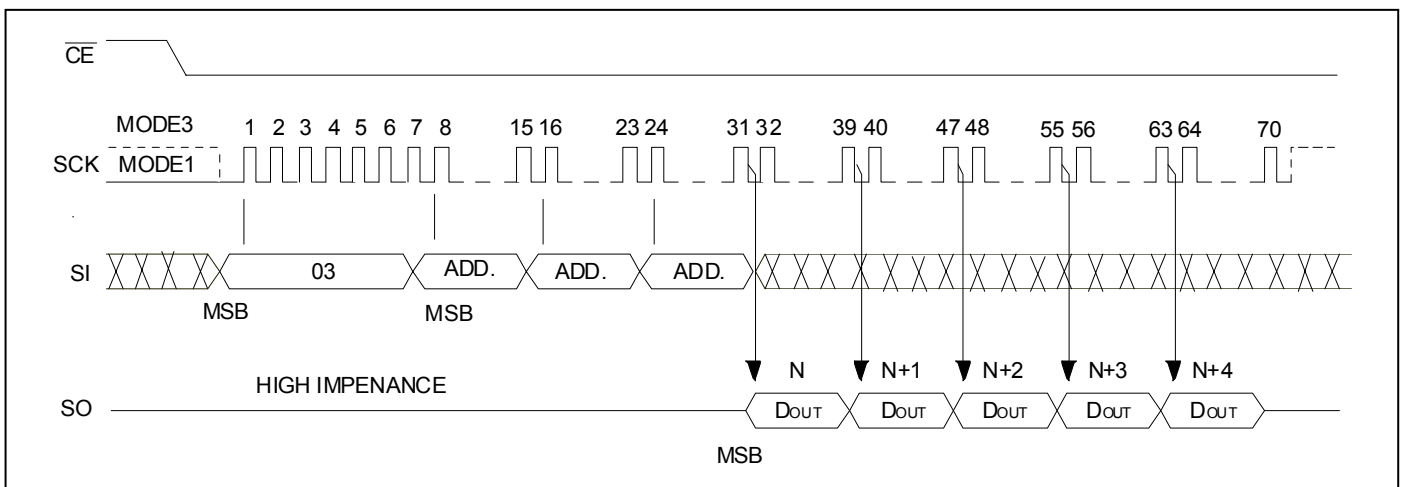 CE
MODE3
1 2 3 4 5 6 7 8 15 16 23 24 31 32 39 40 47 48 55 56 63 64 70
SCK MODE1
SI 03 ADD. ADD. ADD.
MSB MSB
N N+1 N+2 N+3 N+4
HIGH IMPENANCE
SO DOUT DOUT DOUT DOUT DOUT
MSB